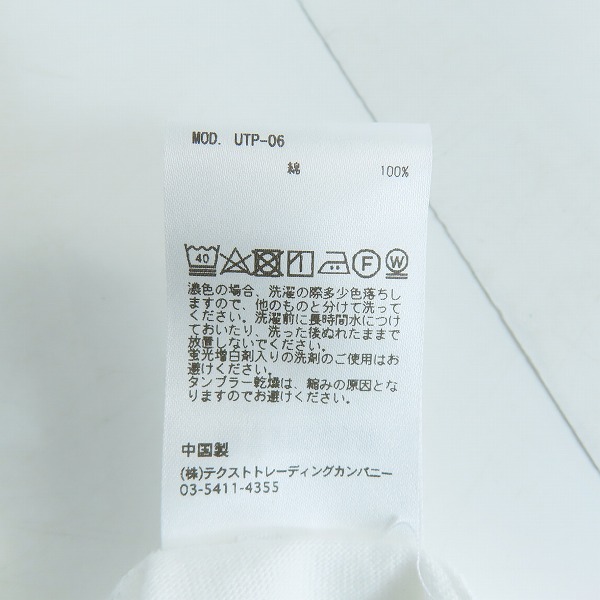 MOD. UTP-06
綿 100%
40 F W
濃色の場合、洗濯の際多少色落ちし
ますので、他のものと分けて洗って
ください。洗濯前に長時間水につけ
ておいたり、洗った後ぬれたままで
放置しないでください。
蛍光増白剤入りの洗剤のご使用はお
避けください。
タンブラー乾燥は、縮みの原因とな
りますのでお避けください。
中国製
(株)テクストトレーディングカンパニー
03-5411-4355